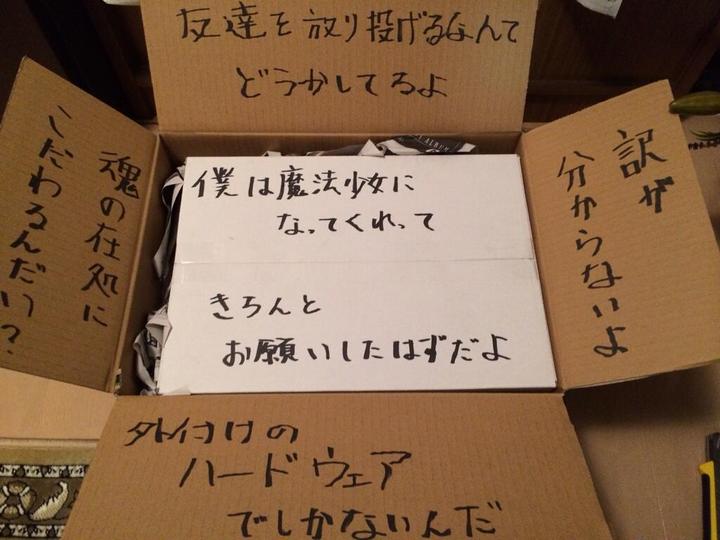 友達を放り投げるなんて
どうかしてるよ
訳が
分からないよ
魂の在処に
こだわるんだい?
僕は魔法少女に
なってくれって
きちんと
お願いしたはずだよ
外付けの
ハードウェア
でしかないんだ